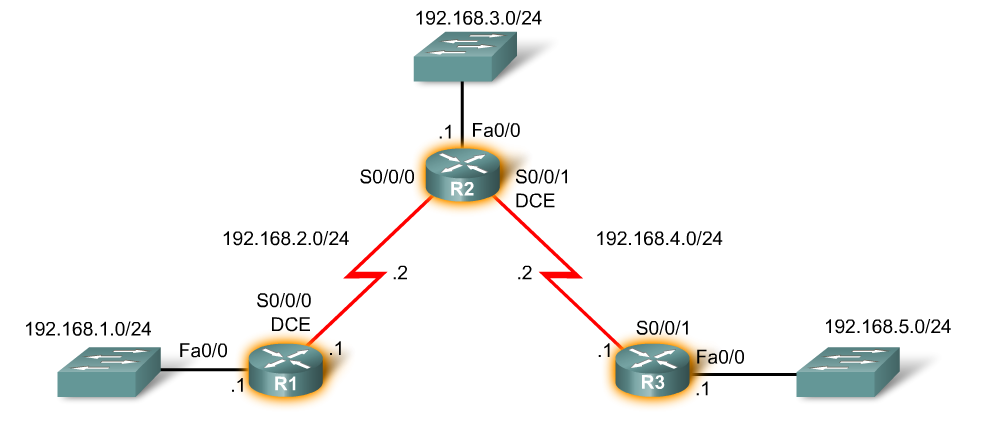 192.168.3.0/24
.1 Fa0/0
S0/0/0
R2
S0/0/1
DCE
192.168.2.0/24
192.168.4.0/24
.2
.2
S0/0/0
DCE
192.168.1.0/24
Fa0/0
.1
R1
.1
S0/0/1
.1
R3
Fa0/0
.1
192.168.5.0/24